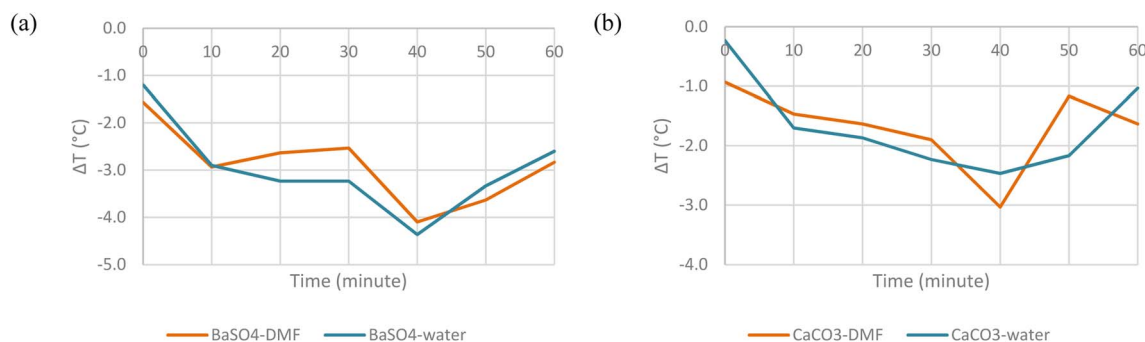 (a)
0.0
0 10 20 30 40 50 60
-1.0
-2.0
-3.0
-4.0
-5.0
ΔT (°C)
Time (minute)
BaSO4-DMF BaSO4-water
(b)
0.0
0 10 20 30 40 50 60
-1.0
-2.0
-3.0
-4.0
ΔT (°C)
Time (minute)
CaCO3-DMF CaCO3-water